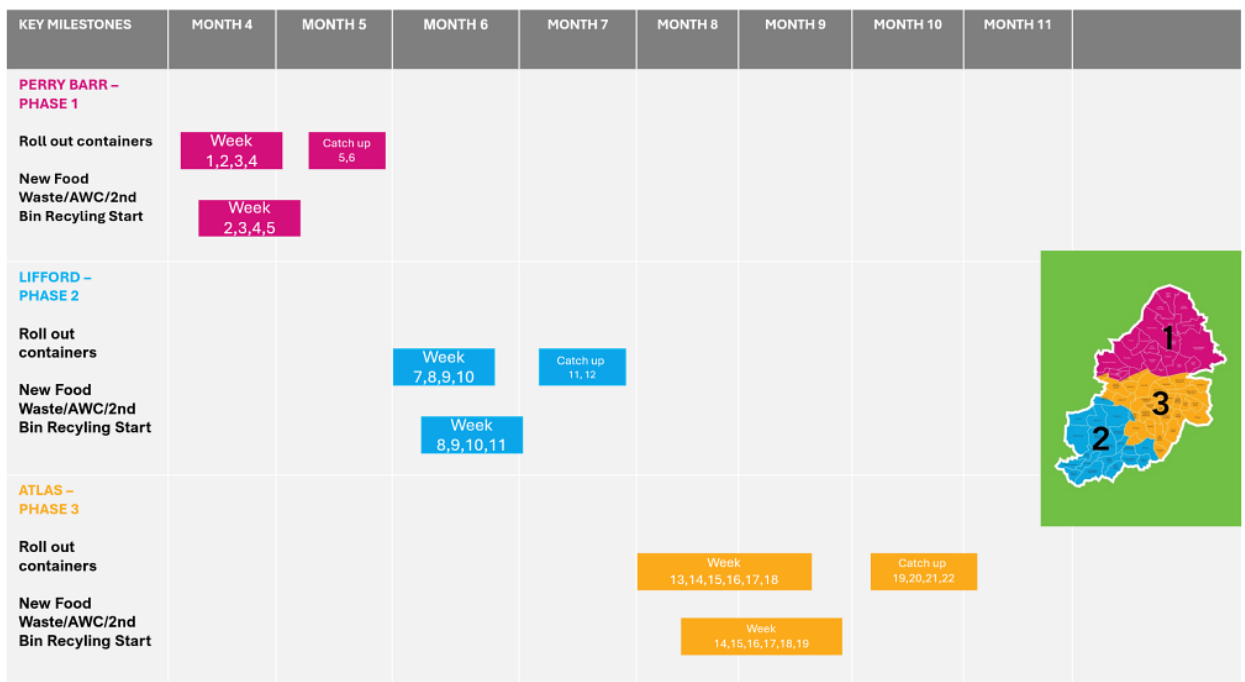 KEY MILESTONES MONTH 4 MONTH 5 MONTH 6 MONTH 7 MONTH 8 MONTH 9 MONTH 10 MONTH 11
PERRY BARR –
PHASE 1
Roll out containers
Week
1,2,3,4
Catch up
5,6
New Food
Waste/AWC/2nd
Bin Recyling Start
Week
2,3,4,5
LIFFORD –
PHASE 2
Roll out
containers
Week
7,8,9,10
Catch up
11, 12
New Food
Waste/AWC/2nd
Bin Recyling Start
Week
8,9,10,11
ATLAS –
PHASE 3
Roll out
containers
Week
13,14,15,16,17,18
Catch up
19,20,21,22
New Food
Waste/AWC/2nd
Bin Recyling Start
Week
14,15,16,17,18,19
1
3
2